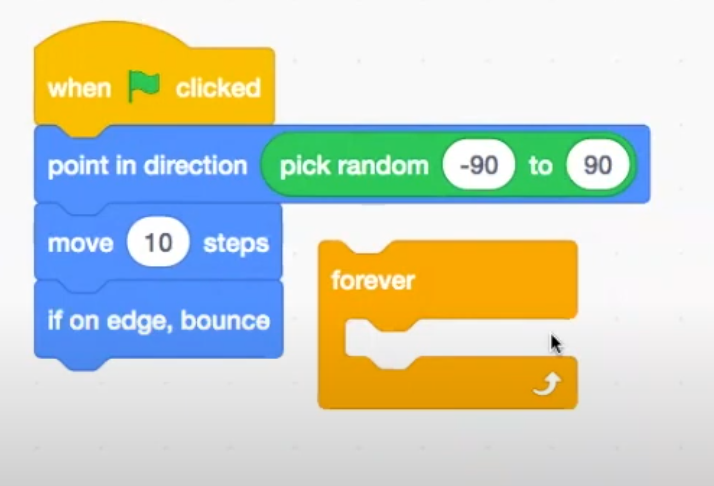 when clicked
point in direction pick random -90 to 90
move 10 steps
if on edge, bounce
forever